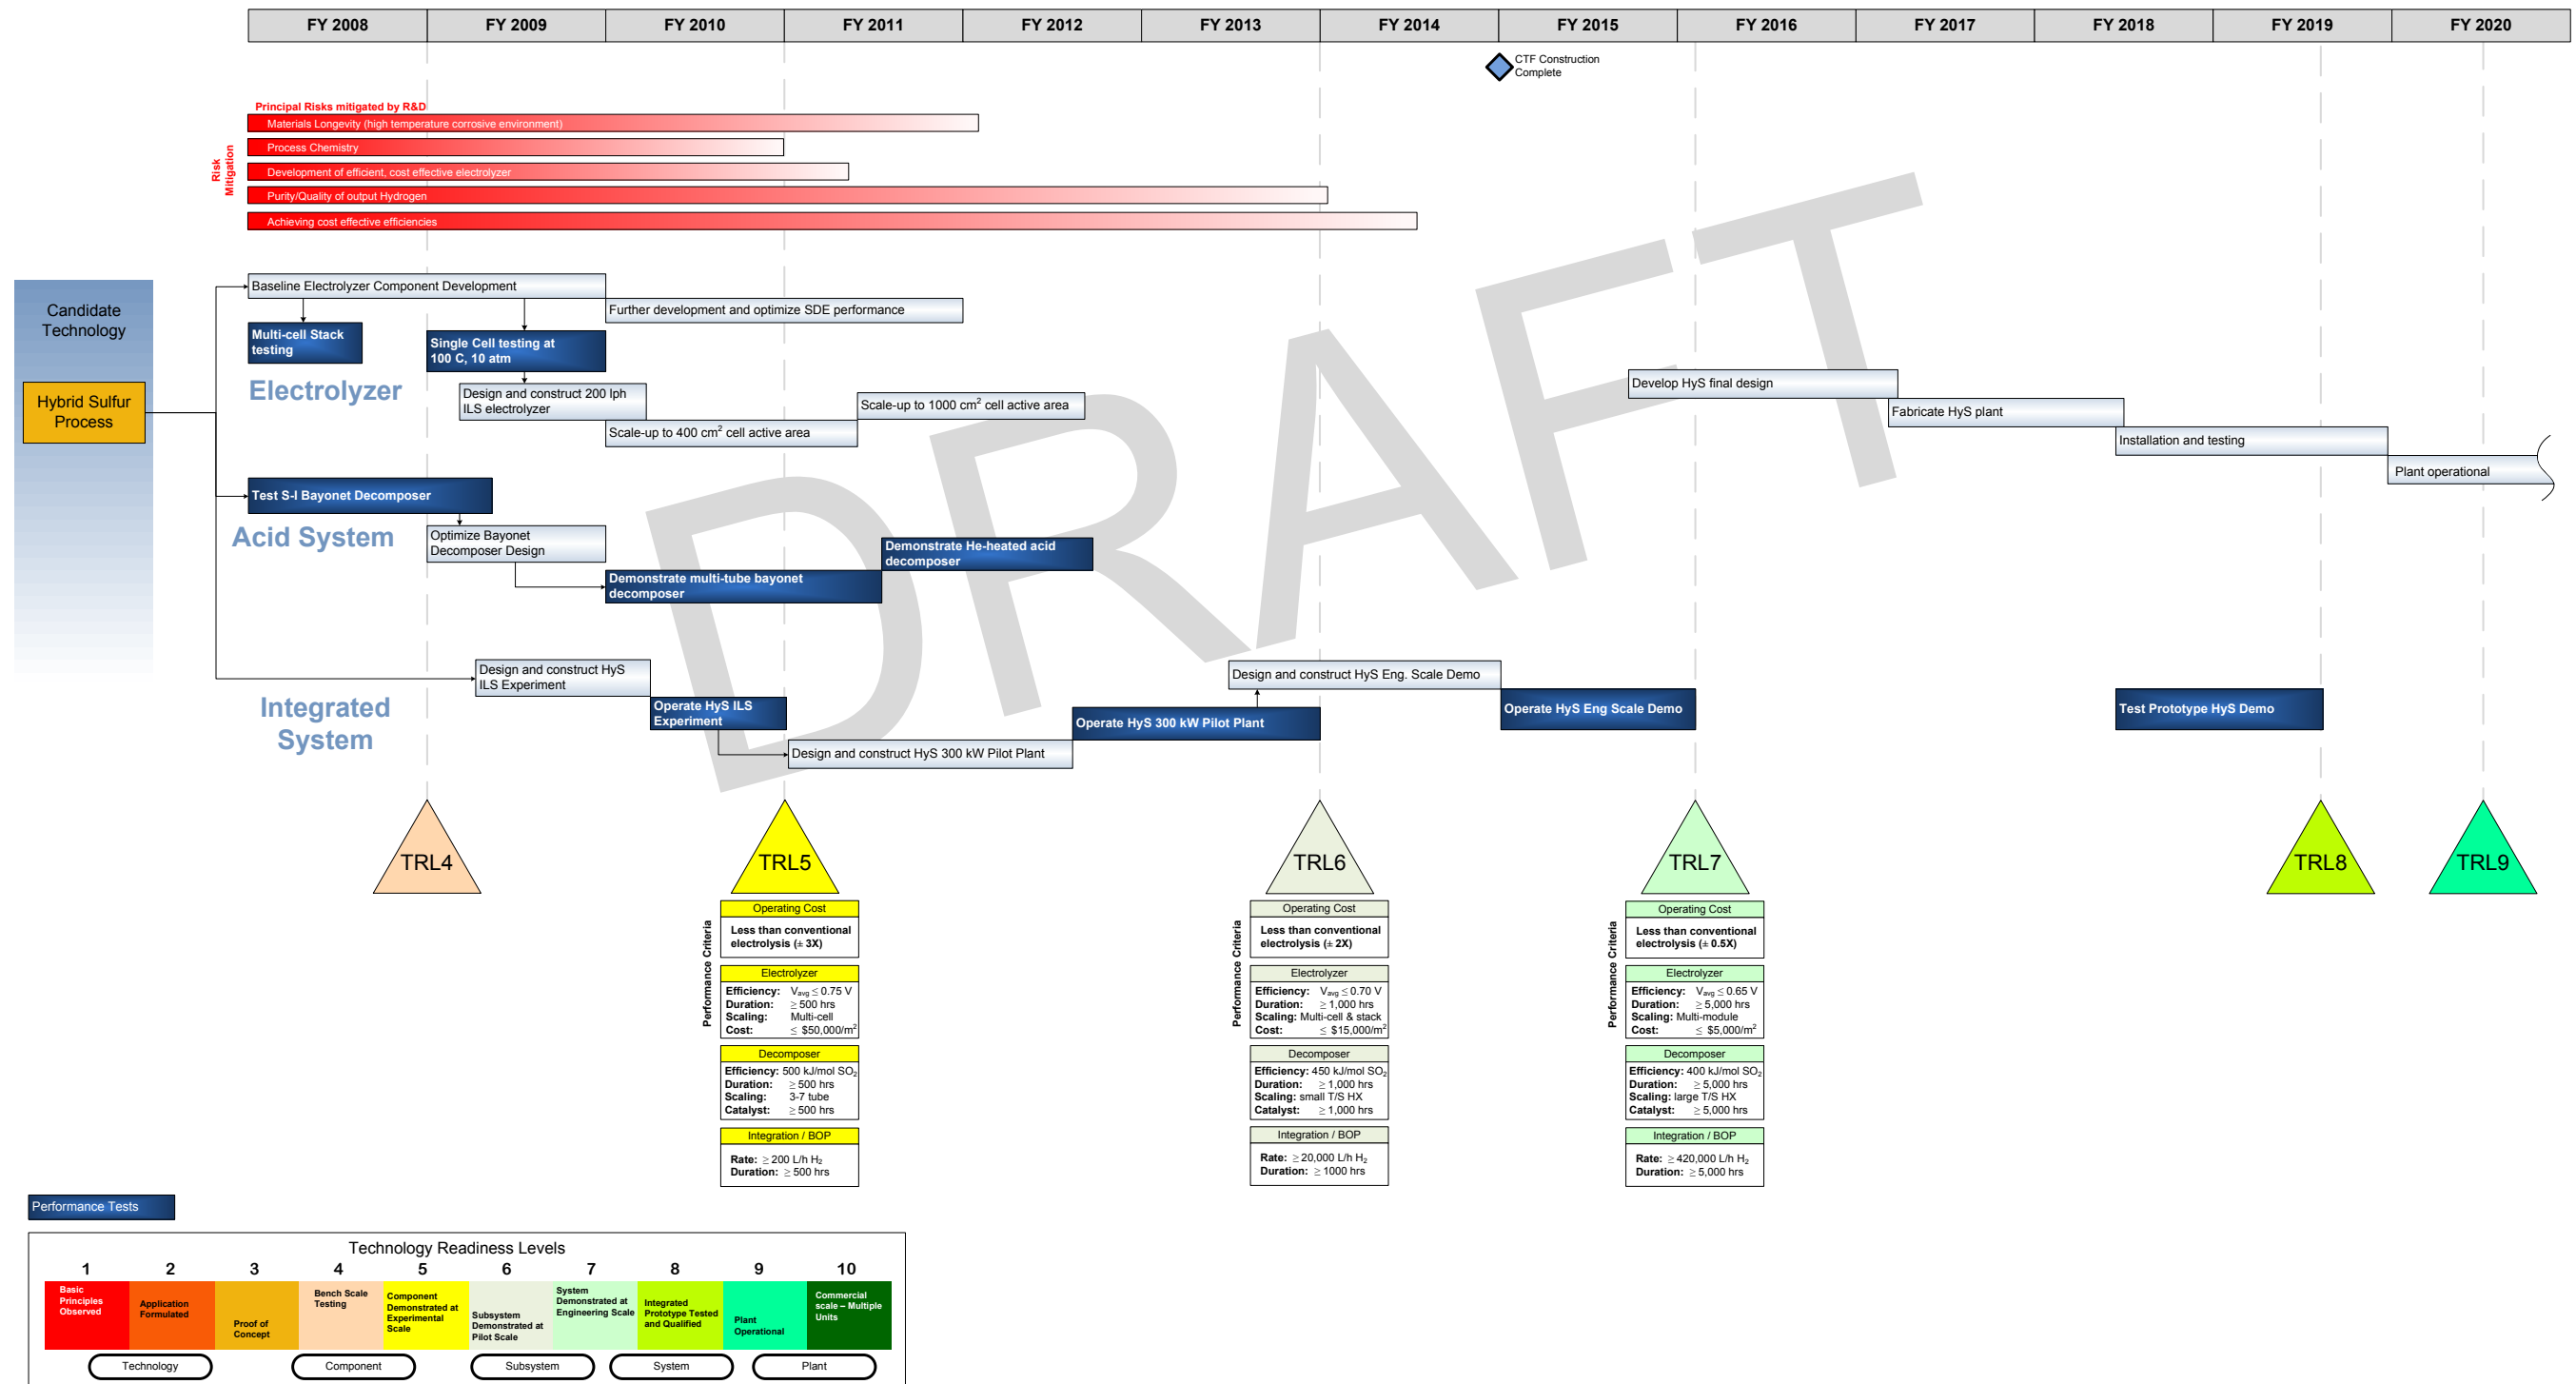 FY 2008 FY 2009 FY 2010 FY 2011 FY 2012 FY 2013 FY 2014 FY 2015 FY 2016 FY 2017 FY 2018 FY 2019 FY 2020
CTF Construction
Complete
Principal Risks mitigated by R&D
Risk
Mitigation
Materials Longevity (high temperature corrosive environment)
Process Chemistry
Development of efficient, cost effective electrolyzer
Purity/Quality of output Hydrogen
Achieving cost effective efficiencies
DRAFT
Candidate
Technology
Hybrid Sulfur
Process
Baseline Electrolyzer Component Development
Further development and optimize SDE performance
Multi-cell Stack
testing
Single Cell testing at
100 C, 10 atm
Electrolyzer
Design and construct 200 lph
ILS electrolyzer
Scale-up to 400 cm² cell active area
Scale-up to 1000 cm² cell active area
Develop HyS final design
Fabricate HyS plant
Installation and testing
Plant operational
Test S-I Bayonet Decomposer
Acid System
Optimize Bayonet
Decomposer Design
Demonstrate multi-tube bayonet
decomposer
Demonstrate He-heated acid
decomposer
Design and construct HyS
ILS Experiment
Integrated
System
Operate HyS ILS
Experiment
Design and construct HyS 300 kW Pilot Plant
Operate HyS 300 kW Pilot Plant
Design and construct HyS Eng. Scale Demo
Operate HyS Eng Scale Demo
Test Prototype HyS Demo
TRL4
TRL5
TRL6
TRL7
TRL8
TRL9
Performance Criteria
Operating Cost
Less than conventional
electrolysis (± 3X)
Electrolyzer
Efficiency: Vavg ≤ 0.75 V
Duration: ≥ 500 hrs
Scaling: Multi-cell
Cost: ≤ $50,000/m²
Decomposer
Efficiency: 500 kJ/mol SO₂
Duration: ≥ 500 hrs
Scaling: 3-7 tube
Catalyst: ≥ 500 hrs
Integration / BOP
Rate: ≥ 200 L/h H₂
Duration: ≥ 500 hrs
Performance Criteria
Operating Cost
Less than conventional
electrolysis (± 2X)
Electrolyzer
Efficiency: Vavg ≤ 0.70 V
Duration: ≥ 1,000 hrs
Scaling: Multi-cell & stack
Cost: ≤ $15,000/m²
Decomposer
Efficiency: 450 kJ/mol SO₂
Duration: ≥ 1,000 hrs
Scaling: small T/S HX
Catalyst: ≥ 1,000 hrs
Integration / BOP
Rate: ≥ 20,000 L/h H₂
Duration: ≥ 1000 hrs
Performance Criteria
Operating Cost
Less than conventional
electrolysis (± 0.5X)
Electrolyzer
Efficiency: Vavg ≤ 0.65 V
Duration: ≥ 5,000 hrs
Scaling: Multi-module
Cost: ≤ $5,000/m²
Decomposer
Efficiency: 400 kJ/mol SO₂
Duration: ≥ 5,000 hrs
Scaling: large T/S HX
Catalyst: ≥ 5,000 hrs
Integration / BOP
Rate: ≥ 420,000 L/h H₂
Duration: ≥ 5,000 hrs
Performance Tests
Technology Readiness Levels
1 2 3 4 5 6 7 8 9 10
Basic
Principles
Observed
Application
Formulated
Proof of
Concept
Bench Scale
Testing
Component
Demonstrated at
Experimental
Scale
Subsystem
Demonstrated at
Pilot Scale
System
Demonstrated at
Engineering Scale
Integrated
Prototype Tested
and Qualified
Plant
Operational
Commercial
scale – Multiple
Units
Technology Component Subsystem System Plant